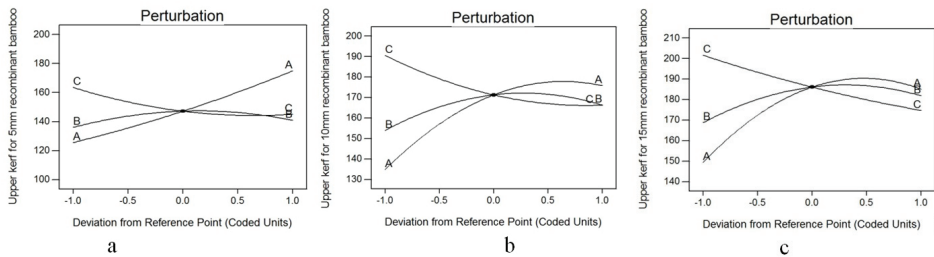 Perturbation
Upper kerf for 5mm recombinant bamboo
200
180
160
140
120
100
C
B
A
A
C
B
-1.0
-0.5
0.0
0.5
1.0
Deviation from Reference Point (Coded Units)
a
Perturbation
Upper kerf for 10mm recombinant bamboo
200
190
180
170
160
150
140
130
C
B
A
A
C
B
-1.0
-0.5
0.0
0.5
1.0
Deviation from Reference Point (Coded Units)
b
Perturbation
Upper kerf for 15mm recombinant bamboo
210
200
190
180
170
160
150
140
C
B
A
A
B
C
-1.0
-0.5
0.0
0.5
1.0
Deviation from Reference Point (Coded Units)
c